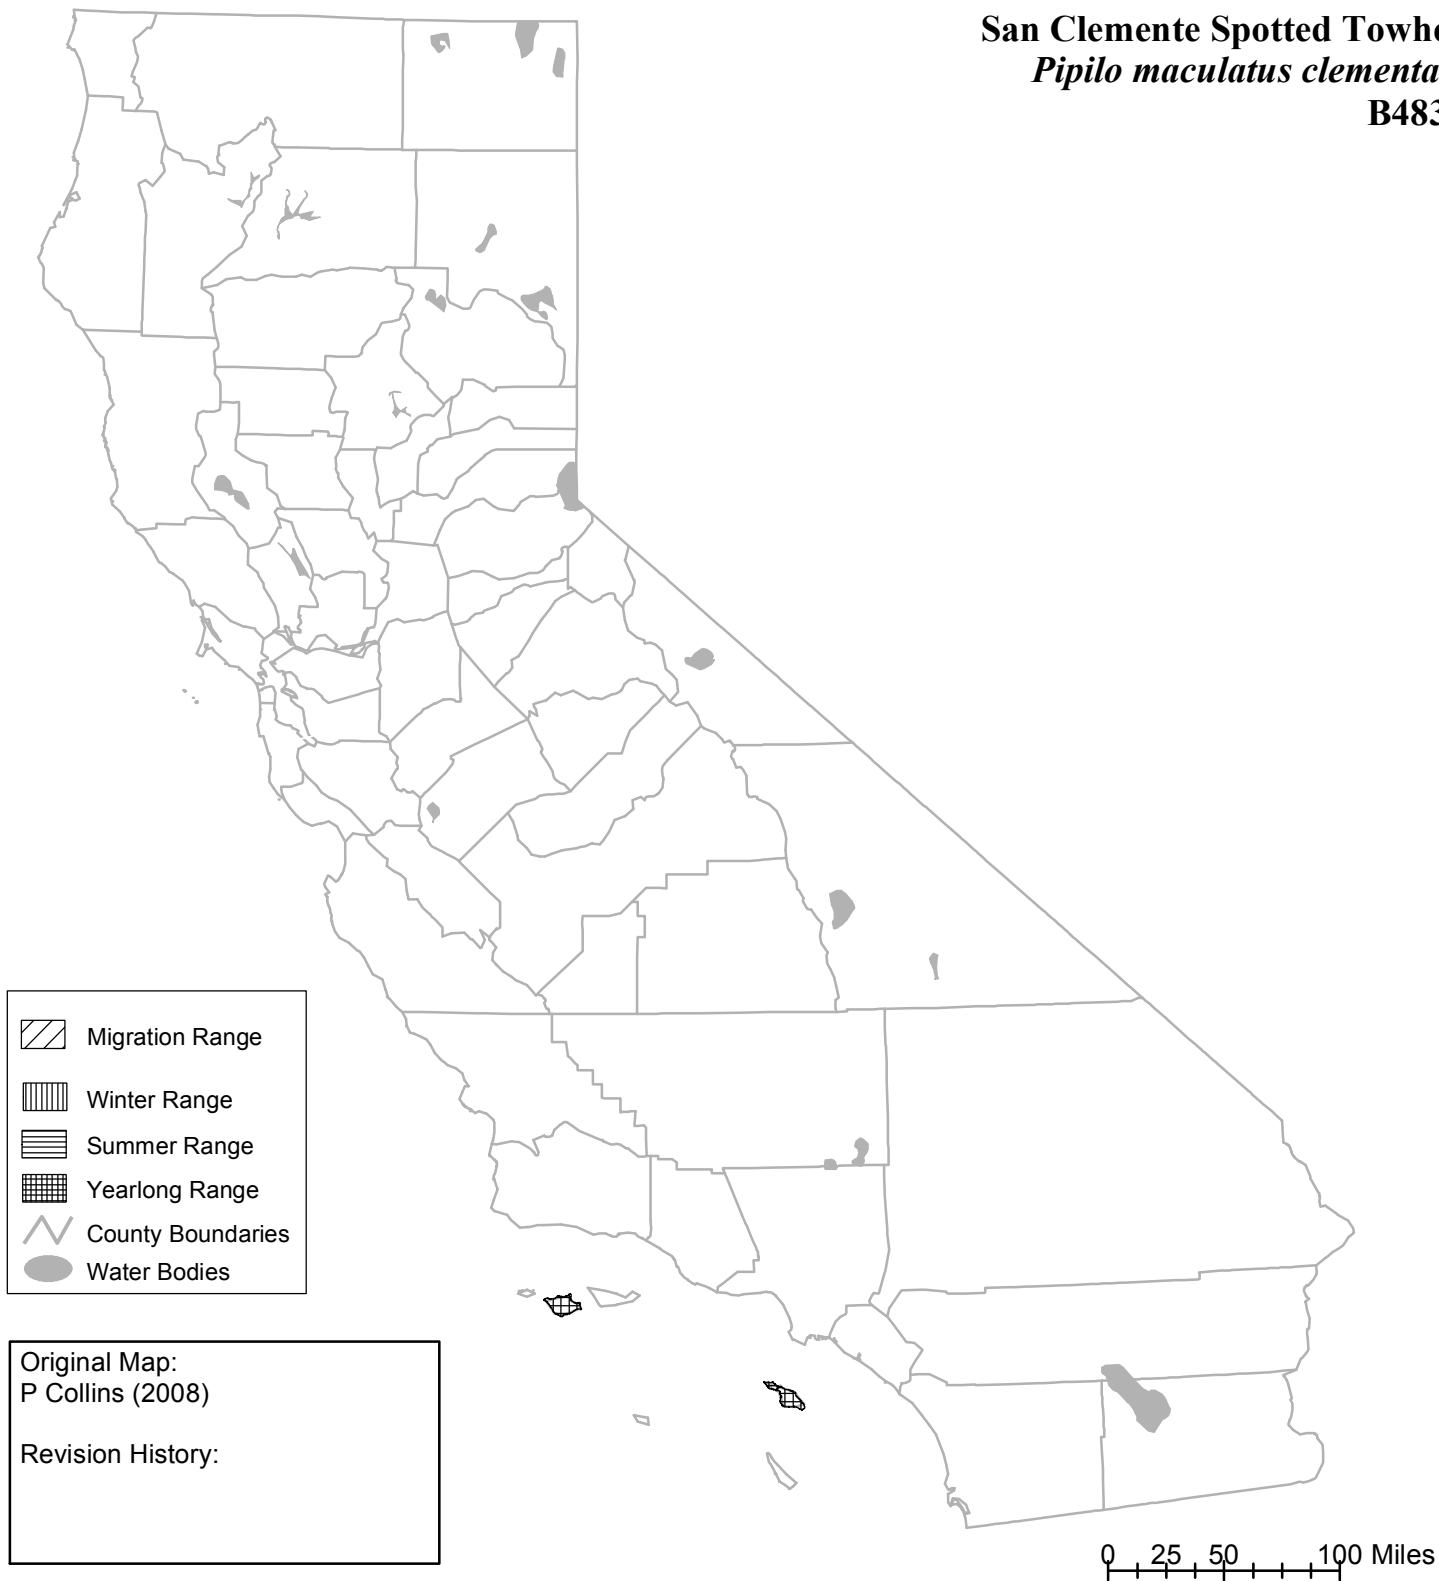 San Clemente Spotted Towhe
Pipilo maculatus clementa
B483
Migration Range
Winter Range
Summer Range
Yearlong Range
County Boundaries
Water Bodies
Original Map:
P Collins (2008)
Revision History:
0 25 50 100 Miles